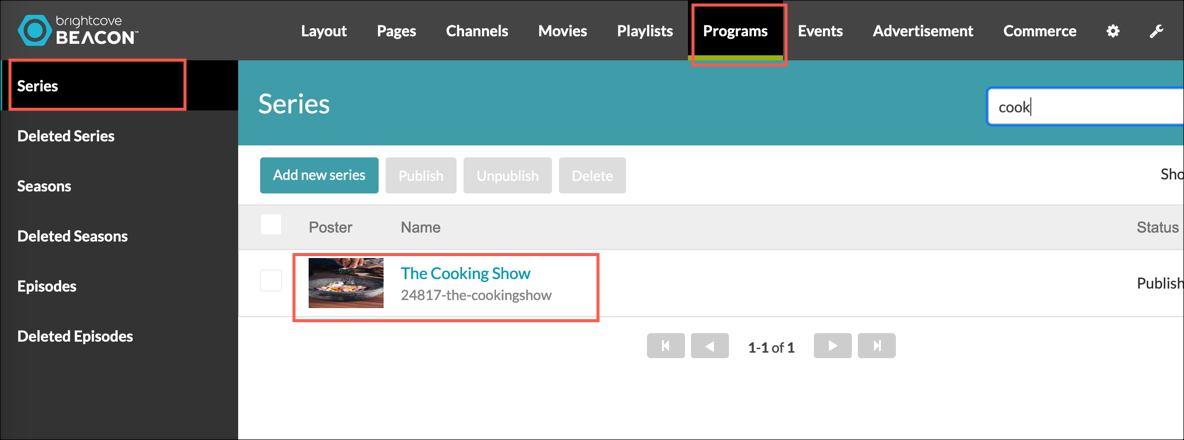 brightcove
BEACON™
Layout Pages Channels Movies Playlists Programs Events Advertisement Commerce
Series
Deleted Series
Seasons
Deleted Seasons
Episodes
Deleted Episodes
Series
cook
Add new series Publish Unpublish Delete
Sho
Poster Name Status
The Cooking Show
24817-the-cookingshow
Publish
1-1 of 1